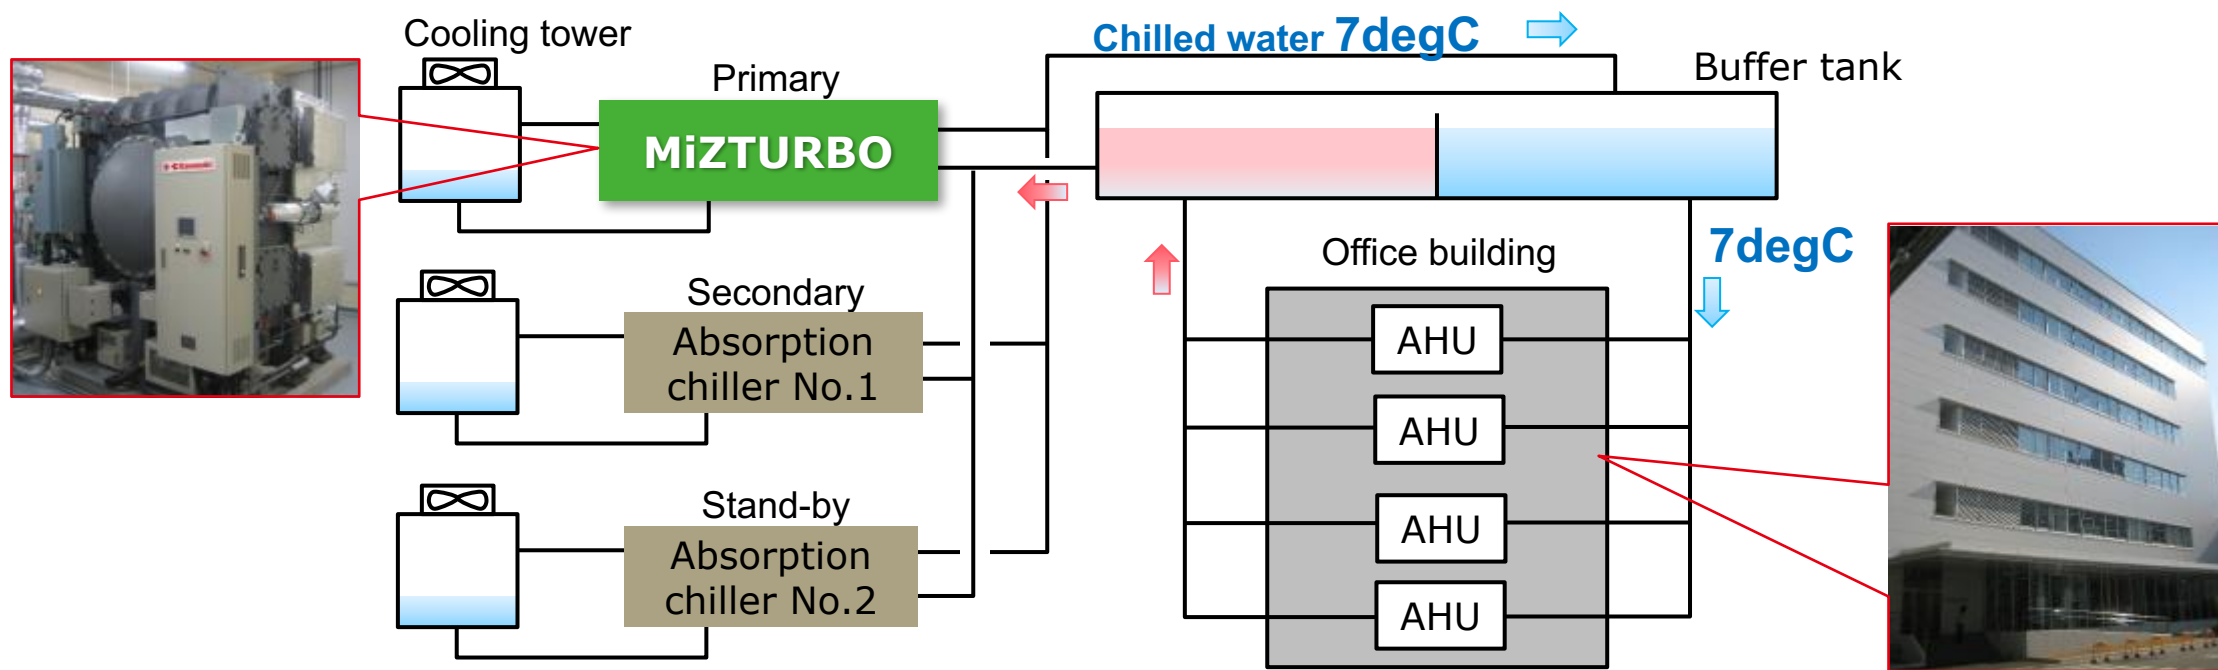 Cooling tower
Chilled water 7degC
Buffer tank
Primary
MiZTURBO
Kawasaki
Office building
7degC
Secondary
Absorption
chiller No.1
AHU
AHU
Stand-by
Absorption
chiller No.2
AHU
AHU